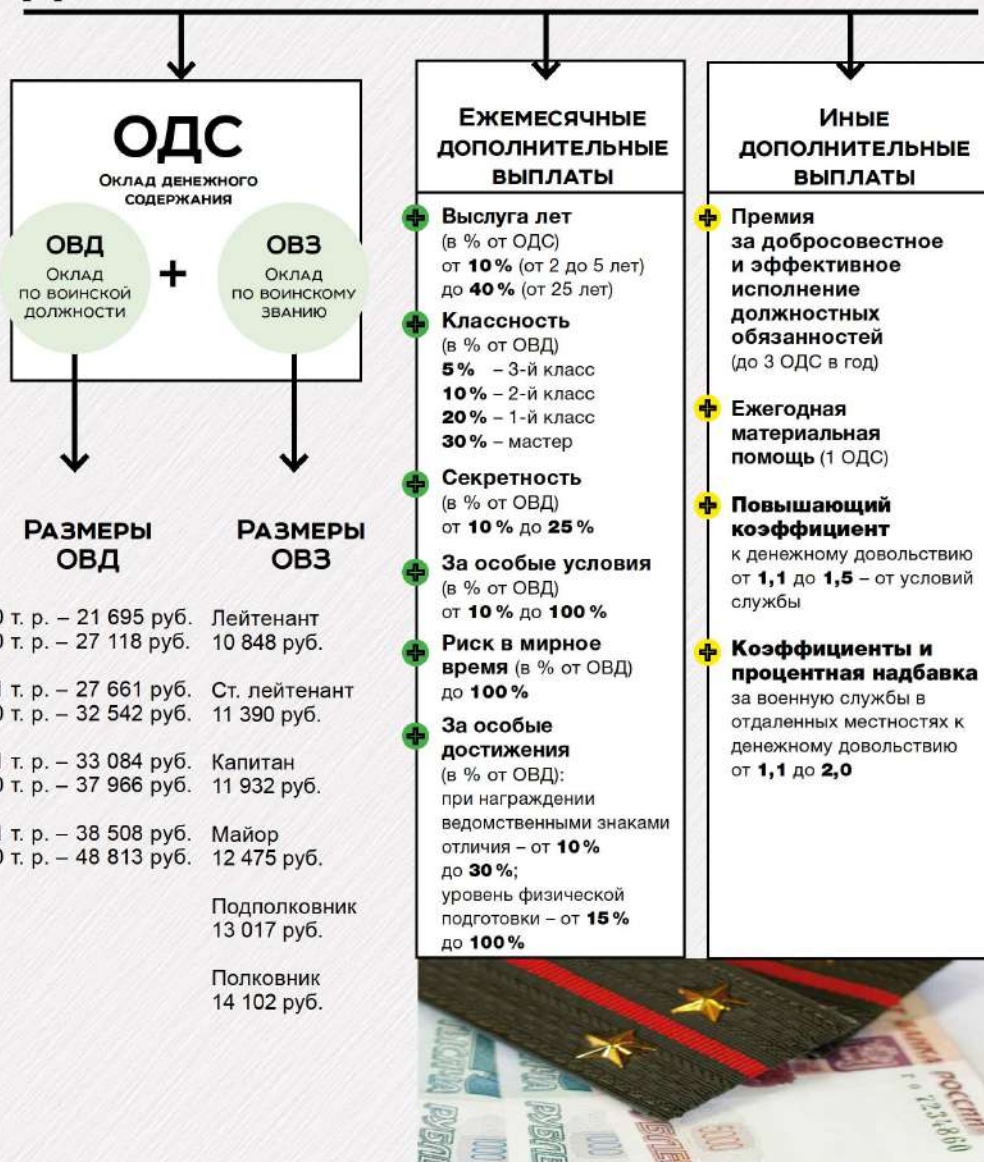 ОДС
ОКЛАД ДЕНЕЖНОГО
СОДЕРЖАНИЯ
ОВД
ОКЛАД
ПО ВОИНСКОЙ
ДОЛЖНОСТИ
+
ОВЗ
ОКЛАД
ПО ВОИНСКОМУ
ЗВАНИЮ
РАЗМЕРЫ
ОВД
т. р. – 21 695 руб.
т. р. – 27 118 руб.
т. р. – 27 661 руб.
т. р. – 32 542 руб.
т. р. – 33 084 руб.
т. р. – 37 966 руб.
т. р. – 38 508 руб.
т. р. – 48 813 руб.
РАЗМЕРЫ
ОВЗ
Лейтенант
10 848 руб.
Ст. лейтенант
11 390 руб.
Капитан
11 932 руб.
Майор
12 475 руб.
Подполковник
13 017 руб.
Полковник
14 102 руб.
ЕЖЕМЕСЯЧНЫЕ
ДОПОЛНИТЕЛЬНЫЕ
ВЫПЛАТЫ
Выслуга лет
(в % от ОДС)
от 10% (от 2 до 5 лет)
до 40% (от 25 лет)
Классность
(в % от ОВД)
5% – 3-й класс
10% – 2-й класс
20% – 1-й класс
30% – мастер
Секретность
(в % от ОВД)
от 10% до 25%
За особые условия
(в % от ОВД)
от 10% до 100%
Риск в мирное
время (в % от ОВД)
до 100%
За особые
достижения
(в % от ОВД):
при награждении
ведомственными знаками
отличия – от 10%
до 30%;
уровень физической
подготовки – от 15%
до 100%
ИНЫЕ
ДОПОЛНИТЕЛЬНЫЕ
ВЫПЛАТЫ
Премия
за добросовестное
и эффективное
исполнение
должностных
обязанностей
(до 3 ОДС в год)
Ежегодная
материальная
помощь (1 ОДС)
Повышающий
коэффициент
к денежному довольствию
от 1,1 до 1,5 – от условий
службы
Коэффициенты и
процентная надбавка
за военную службы в
отдаленных местностях к
денежному довольствию
от 1,1 до 2,0
БАНКА РОССИИ
7234860
5000